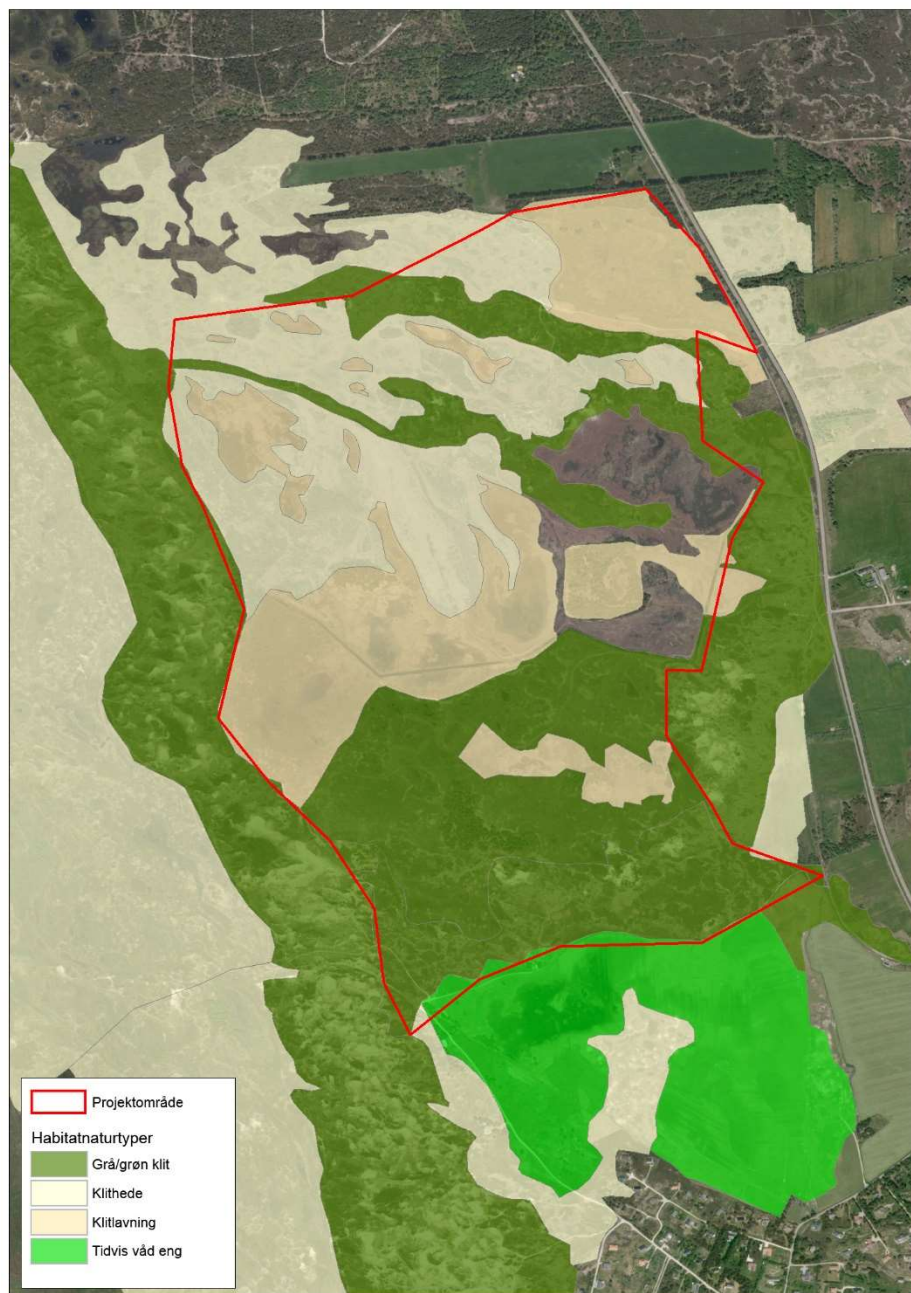 Projektområde
Habitatnaturtyper
Grå/grøn klit
Klithede
Klitlavning
Tidvis våd eng